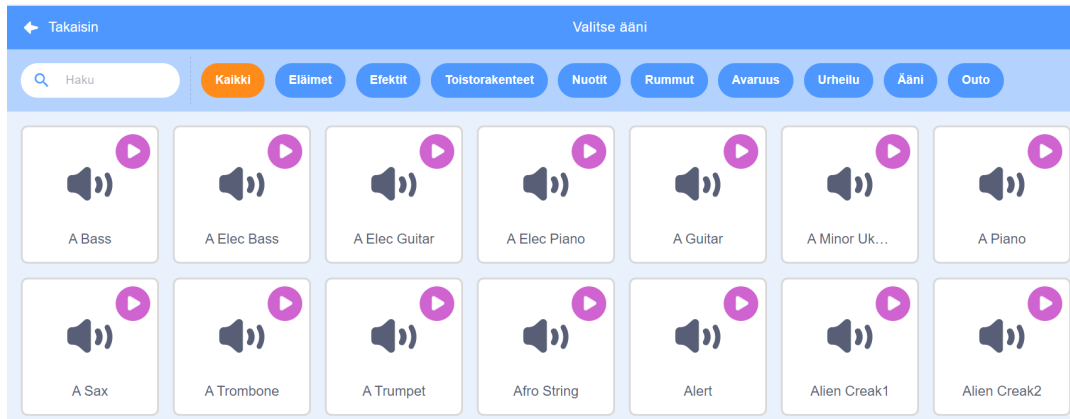 Takaisin Valitse ääni
Haku Kaikki Eläimet Efektit Toistorakenteet Nuotit Rummut Avaruus Urheilu Ääni Outo
A Bass A Elec Bass A Elec Guitar A Elec Piano A Guitar A Minor Uk... A Piano
A Sax A Trombone A Trumpet Afro String Alert Alien Creak1 Alien Creak2